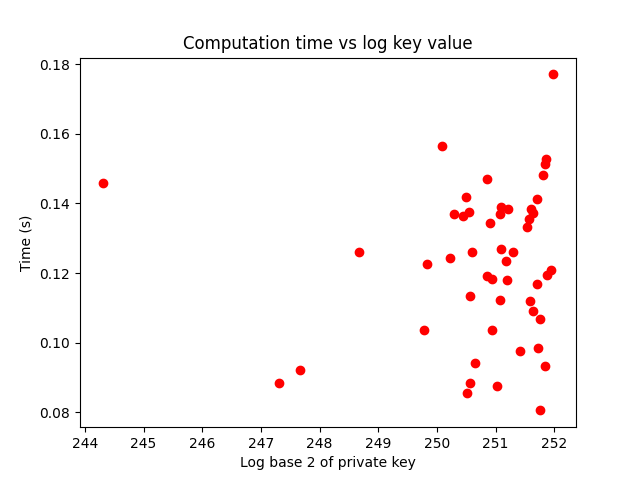 Computation time vs log key value
Time (s)
0.18
0.16
0.14
0.12
0.10
0.08
244 245 246 247 248 249 250 251 252
Log base 2 of private key